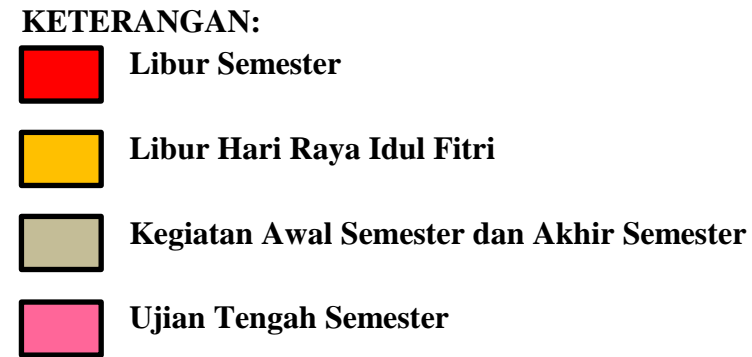 KETERANGAN:
Libur Semester
Libur Hari Raya Idul Fitri
Kegiatan Awal Semester dan Akhir Semester
Ujian Tengah Semester